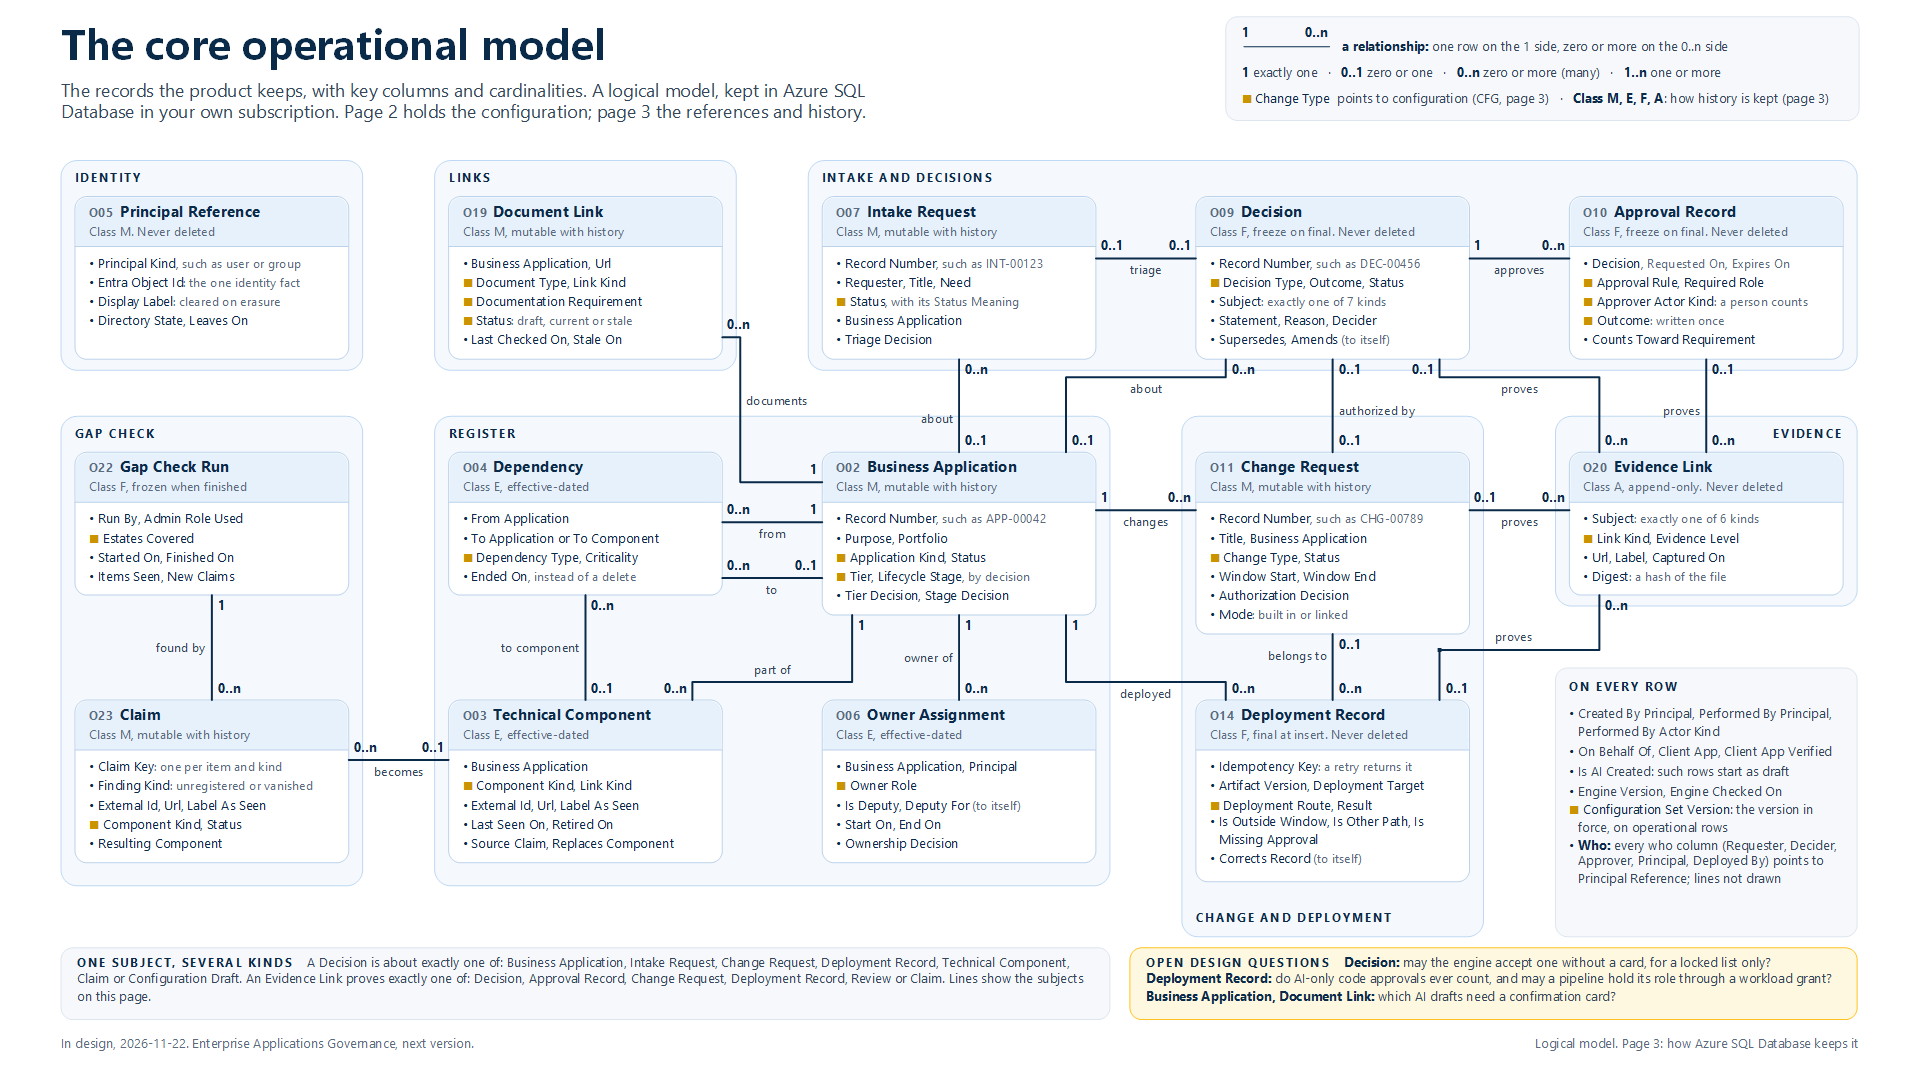 The core operational model
The records the product keeps, with key columns and cardinalities. A logical model, kept in Azure SQL
Database in your own subscription. Page 2 holds the configuration; page 3 the references and history.
1 0..n
a relationship: one row on the 1 side, zero or more on the 0..n side
1 exactly one · 0..1 zero or one · 0..n zero or more (many) · 1..n one or more
■ Change Type points to configuration (CFG, page 3) · Class M, E, F, A: how history is kept (page 3)
IDENTITY
O05 Principal Reference
Class M. Never deleted
• Principal Kind, such as user or group
• Entra Object Id: the one identity fact
• Display Label: cleared on erasure
• Directory State, Leaves On
LINKS
O19 Document Link
Class M, mutable with history
• Business Application, Url
■ Document Type, Link Kind
■ Documentation Requirement
■ Status: draft, current or stale
• Last Checked On, Stale On
0..n
documents
1
INTAKE AND DECISIONS
O07 Intake Request
Class M, mutable with history
• Record Number, such as INT-00123
• Requester, Title, Need
■ Status, with its Status Meaning
• Business Application
• Triage Decision
0..1 0..1
triage
O09 Decision
Class F, freeze on final. Never deleted
• Record Number, such as DEC-00456
■ Decision Type, Outcome, Status
• Subject: exactly one of 7 kinds
• Statement, Reason, Decider
• Supersedes, Amends (to itself)
1 0..n
approves
O10 Approval Record
Class F, freeze on final. Never deleted
• Decision, Requested On, Expires On
■ Approval Rule, Required Role
■ Approver Actor Kind: a person counts
■ Outcome: written once
• Counts Toward Requirement
0..n
about
0..1
0..n
about
0..1
0..1
authorized by
0..1
0..1
proves
0..n
0..1
proves
0..n
GAP CHECK
O22 Gap Check Run
Class F, frozen when finished
• Run By, Admin Role Used
■ Estates Covered
• Started On, Finished On
• Items Seen, New Claims
1
found by
0..n
O23 Claim
Class M, mutable with history
• Claim Key: one per item and kind
• Finding Kind: unregistered or vanished
• External Id, Url, Label As Seen
■ Component Kind, Status
• Resulting Component
0..n 0..1
becomes
REGISTER
O04 Dependency
Class E, effective-dated
• From Application
• To Application or To Component
■ Dependency Type, Criticality
• Ended On, instead of a delete
0..n 1
from
0..n 0..1
to
0..n
to component
0..1
O02 Business Application
Class M, mutable with history
• Record Number, such as APP-00042
• Purpose, Portfolio
■ Application Kind, Status
■ Tier, Lifecycle Stage, by decision
• Tier Decision, Stage Decision
1
part of
0..n
1
owner of
0..n
1
deployed
0..n
1 0..n
changes
O03 Technical Component
Class E, effective-dated
• Business Application
■ Component Kind, Link Kind
• External Id, Url, Label As Seen
• Last Seen On, Retired On
• Source Claim, Replaces Component
O06 Owner Assignment
Class E, effective-dated
• Business Application, Principal
■ Owner Role
• Is Deputy, Deputy For (to itself)
• Start On, End On
• Ownership Decision
O11 Change Request
Class M, mutable with history
• Record Number, such as CHG-00789
• Title, Business Application
■ Change Type, Status
• Window Start, Window End
• Authorization Decision
• Mode: built in or linked
0..1 0..n
proves
0..1
belongs to
0..n
O14 Deployment Record
Class F, final at insert. Never deleted
• Idempotency Key: a retry returns it
• Artifact Version, Deployment Target
■ Deployment Route, Result
• Is Outside Window, Is Other Path, Is
Missing Approval
• Corrects Record (to itself)
CHANGE AND DEPLOYMENT
EVIDENCE
O20 Evidence Link
Class A, append-only. Never deleted
• Subject: exactly one of 6 kinds
■ Link Kind, Evidence Level
• Url, Label, Captured On
• Digest: a hash of the file
0..n
proves
0..1
ON EVERY ROW
• Created By Principal, Performed By Principal,
Performed By Actor Kind
• On Behalf Of, Client App, Client App Verified
• Is AI Created: such rows start as draft
• Engine Version, Engine Checked On
■ Configuration Set Version: the version in
force, on operational rows
• Who: every who column (Requester, Decider,
Approver, Principal, Deployed By) points to
Principal Reference; lines not drawn
ONE SUBJECT, SEVERAL KINDS A Decision is about exactly one of: Business Application, Intake Request, Change Request, Deployment Record, Technical Component,
Claim or Configuration Draft. An Evidence Link proves exactly one of: Decision, Approval Record, Change Request, Deployment Record, Review or Claim. Lines show the subjects
on this page.
OPEN DESIGN QUESTIONS Decision: may the engine accept one without a card, for a locked list only?
Deployment Record: do AI-only code approvals ever count, and may a pipeline hold its role through a workload grant?
Business Application, Document Link: which AI drafts need a confirmation card?
In design, 2026-11-22. Enterprise Applications Governance, next version.
Logical model. Page 3: how Azure SQL Database keeps it